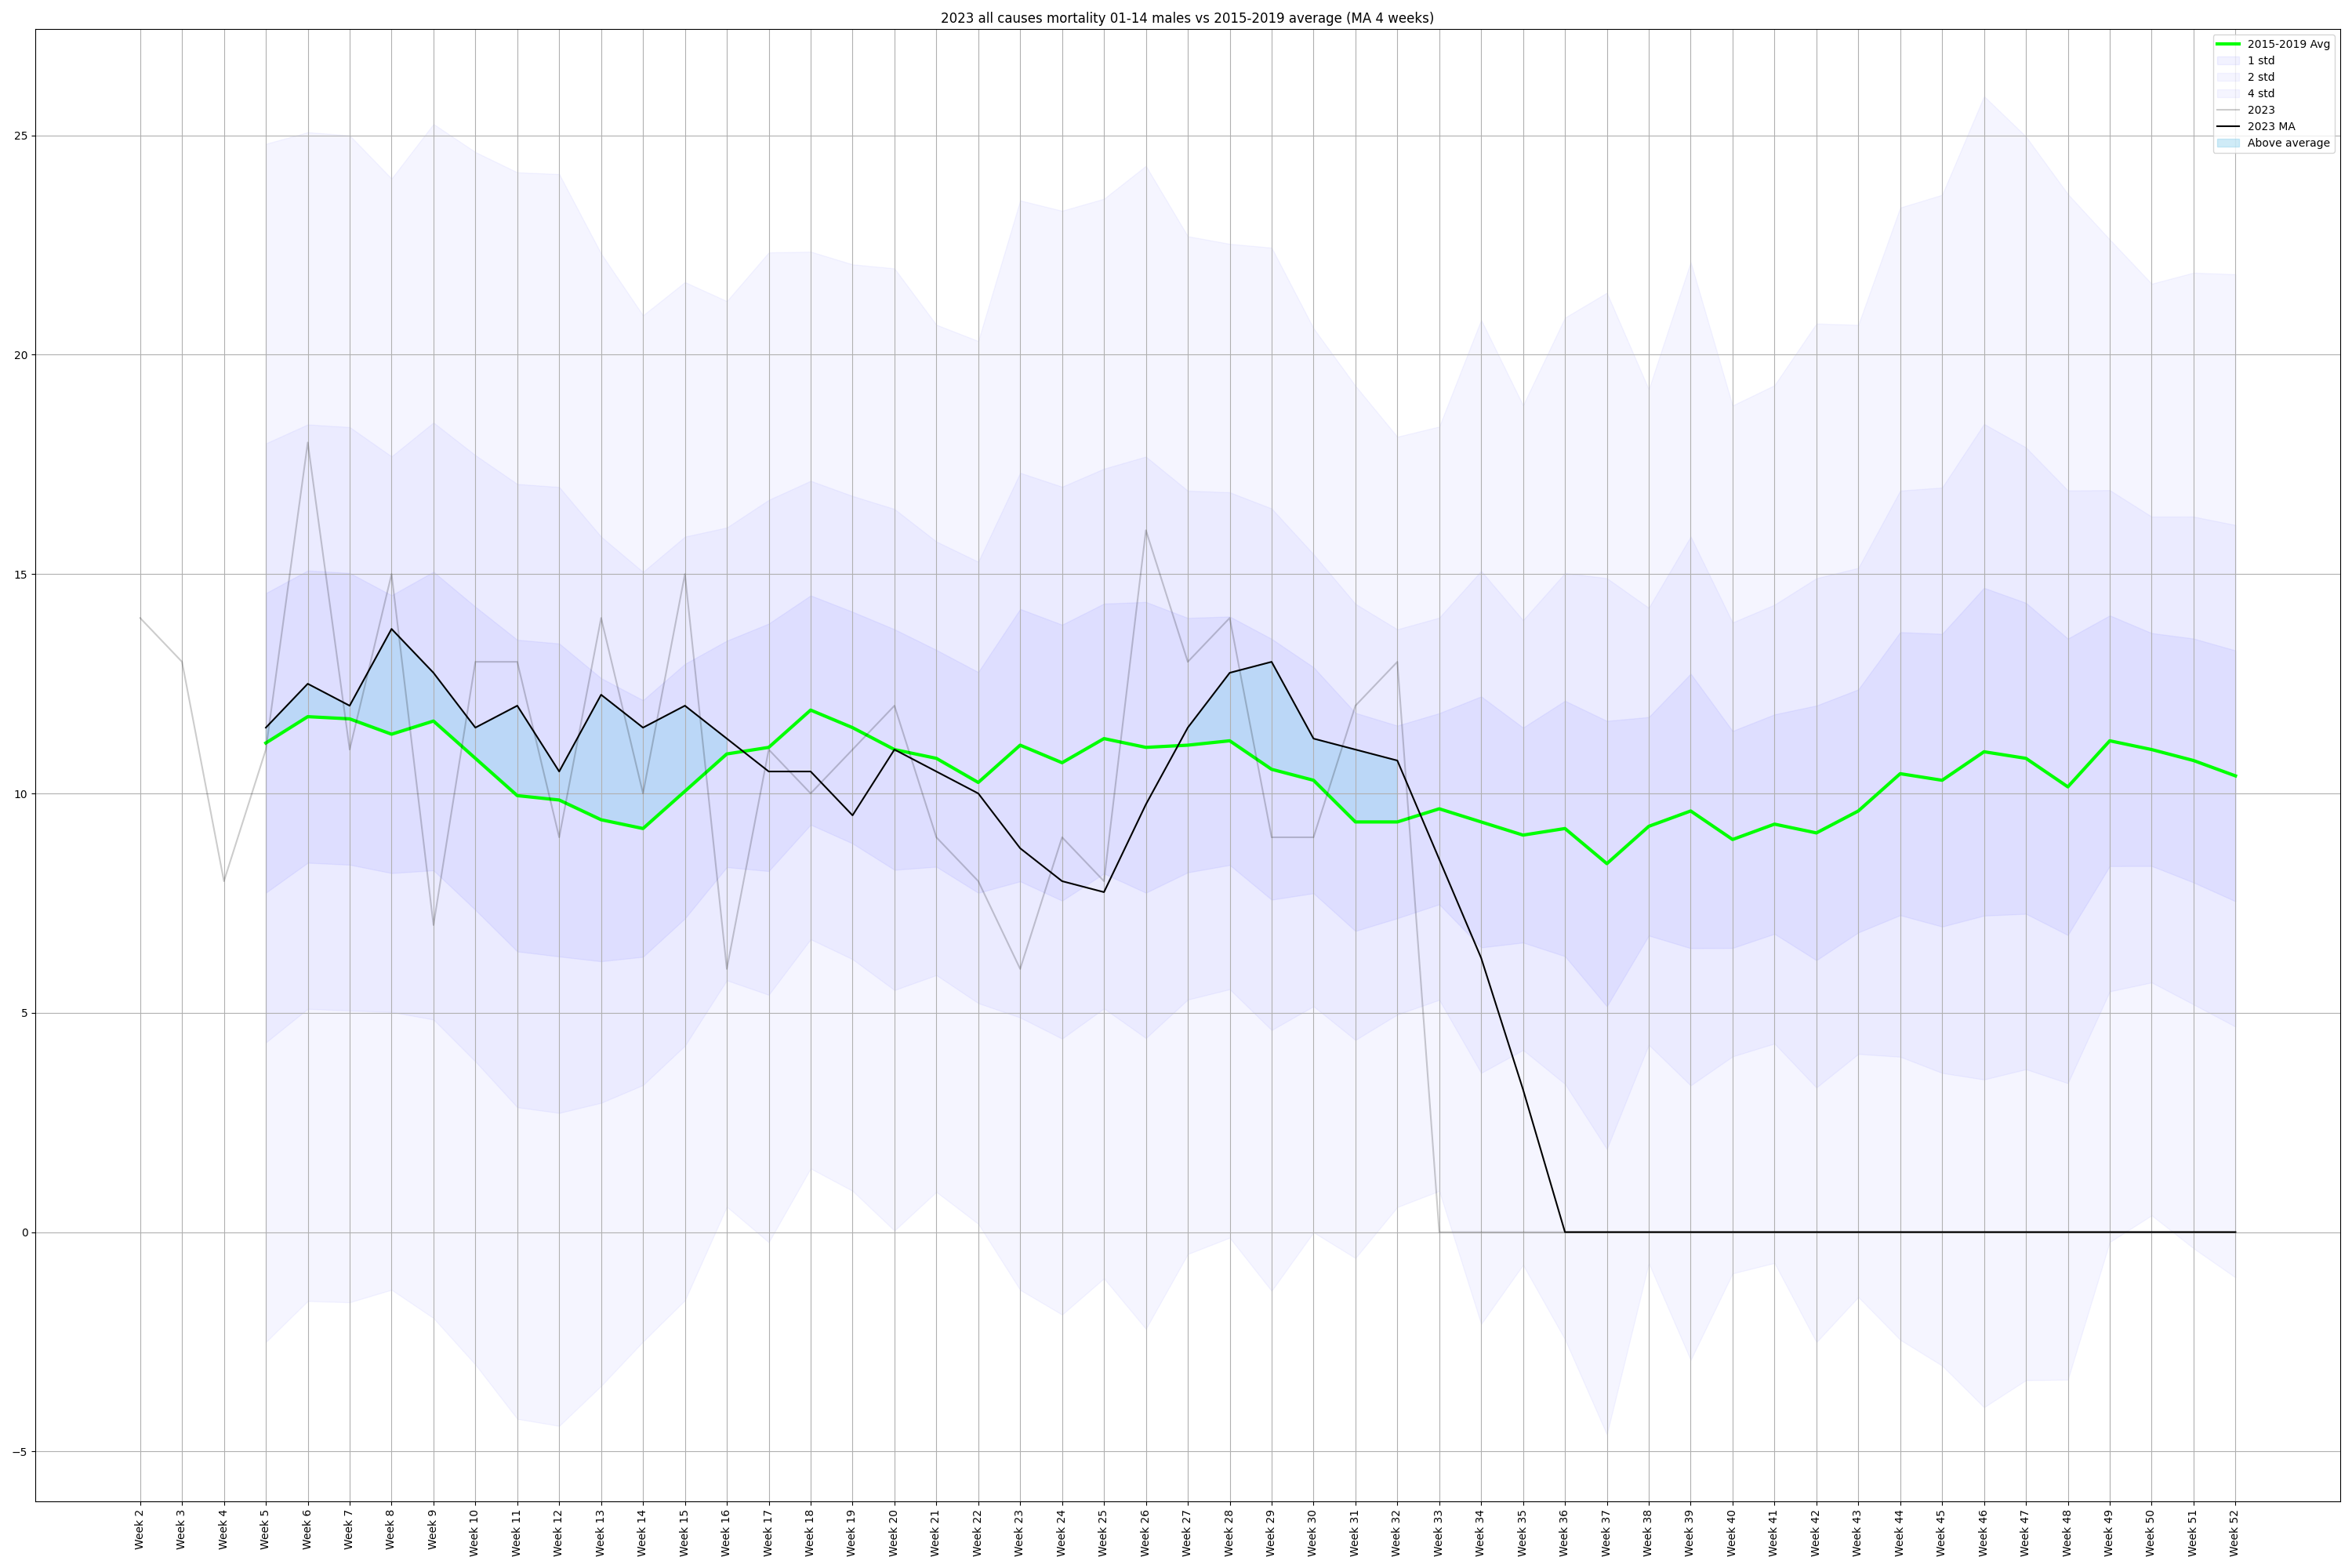 2023 all causes mortality 01-14 males vs 2015-2019 average (MA 4 weeks)
2015-2019 Avg
1 std
2 std
4 std
2023
2023 MA
Above average
25
20
15
10
5
0
−5
Week 2
Week 3
Week 4
Week 5
Week 6
Week 7
Week 8
Week 9
Week 10
Week 11
Week 12
Week 13
Week 14
Week 15
Week 16
Week 17
Week 18
Week 19
Week 20
Week 21
Week 22
Week 23
Week 24
Week 25
Week 26
Week 27
Week 28
Week 29
Week 30
Week 31
Week 32
Week 33
Week 34
Week 35
Week 36
Week 37
Week 38
Week 39
Week 40
Week 41
Week 42
Week 43
Week 44
Week 45
Week 46
Week 47
Week 48
Week 49
Week 50
Week 51
Week 52